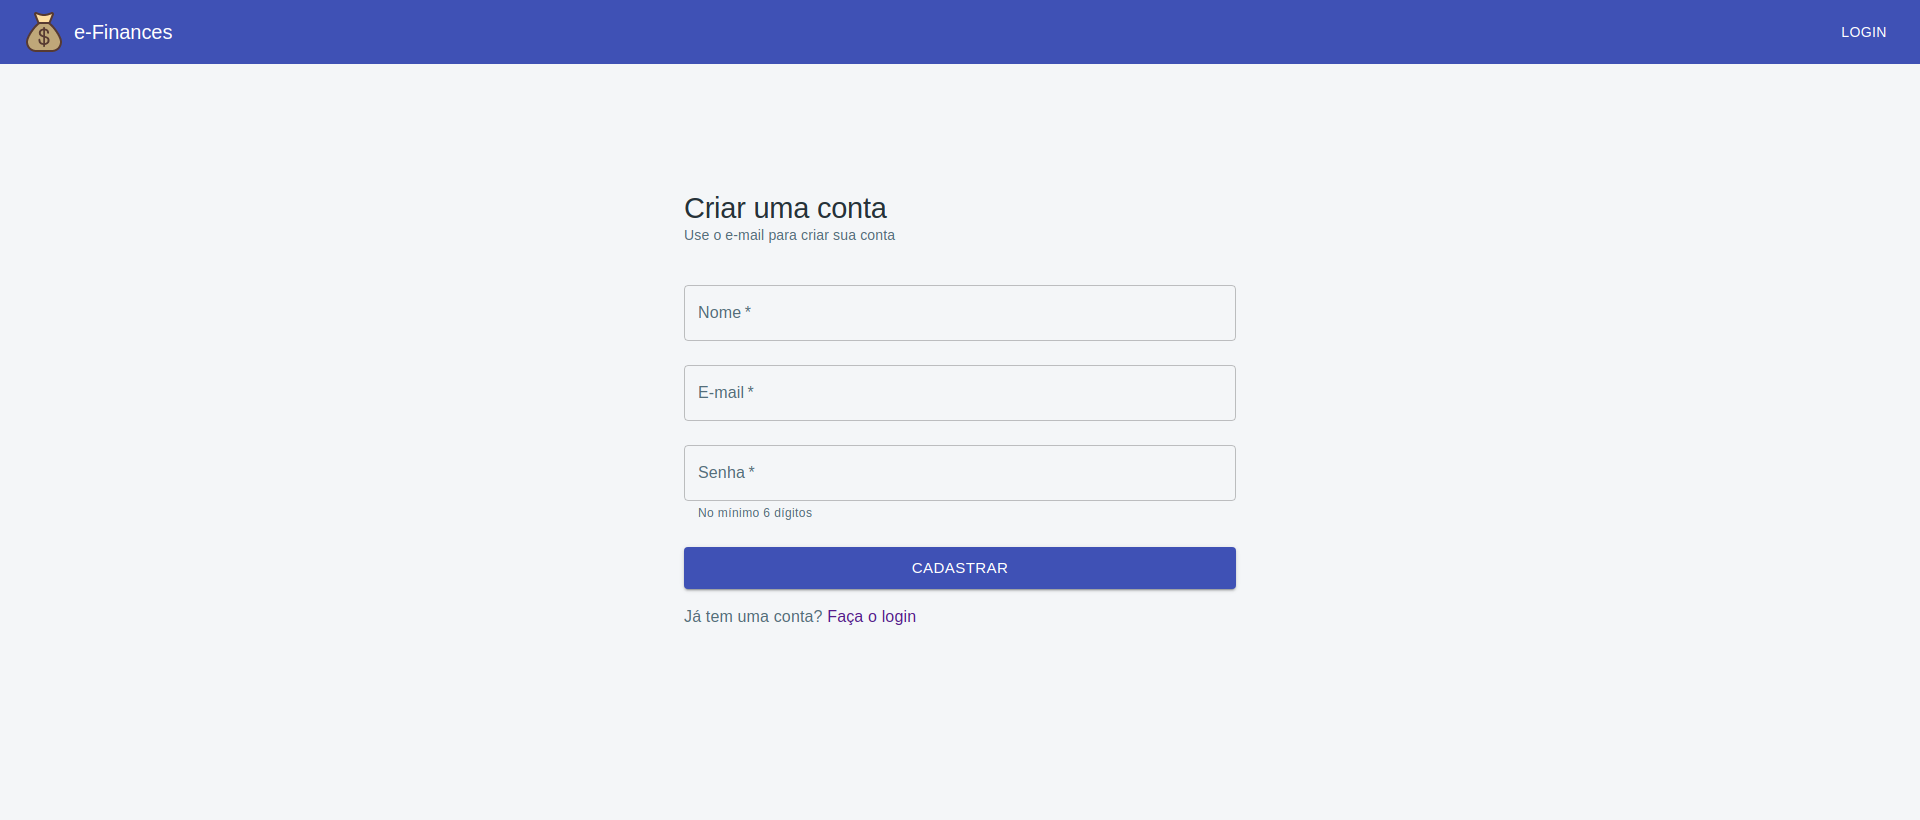 e-Finances
LOGIN
Criar uma conta
Use o e-mail para criar sua conta
Nome *
E-mail *
Senha *
No mínimo 6 dígitos
CADASTRAR
Já tem uma conta? Faça o login